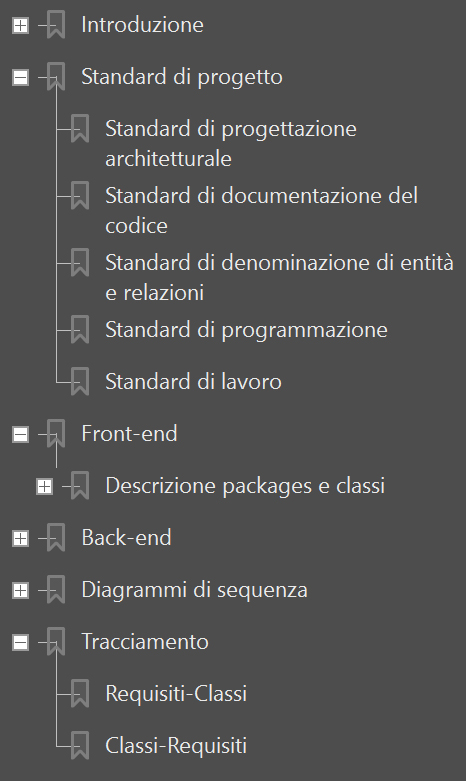 Introduzione
Standard di progetto
Standard di progettazione
architetturale
Standard di documentazione del
codice
Standard di denominazione di entità
e relazioni
Standard di programmazione
Standard di lavoro
Front-end
Descrizione packages e classi
Back-end
Diagrammi di sequenza
Tracciamento
Requisiti-Classi
Classi-Requisiti